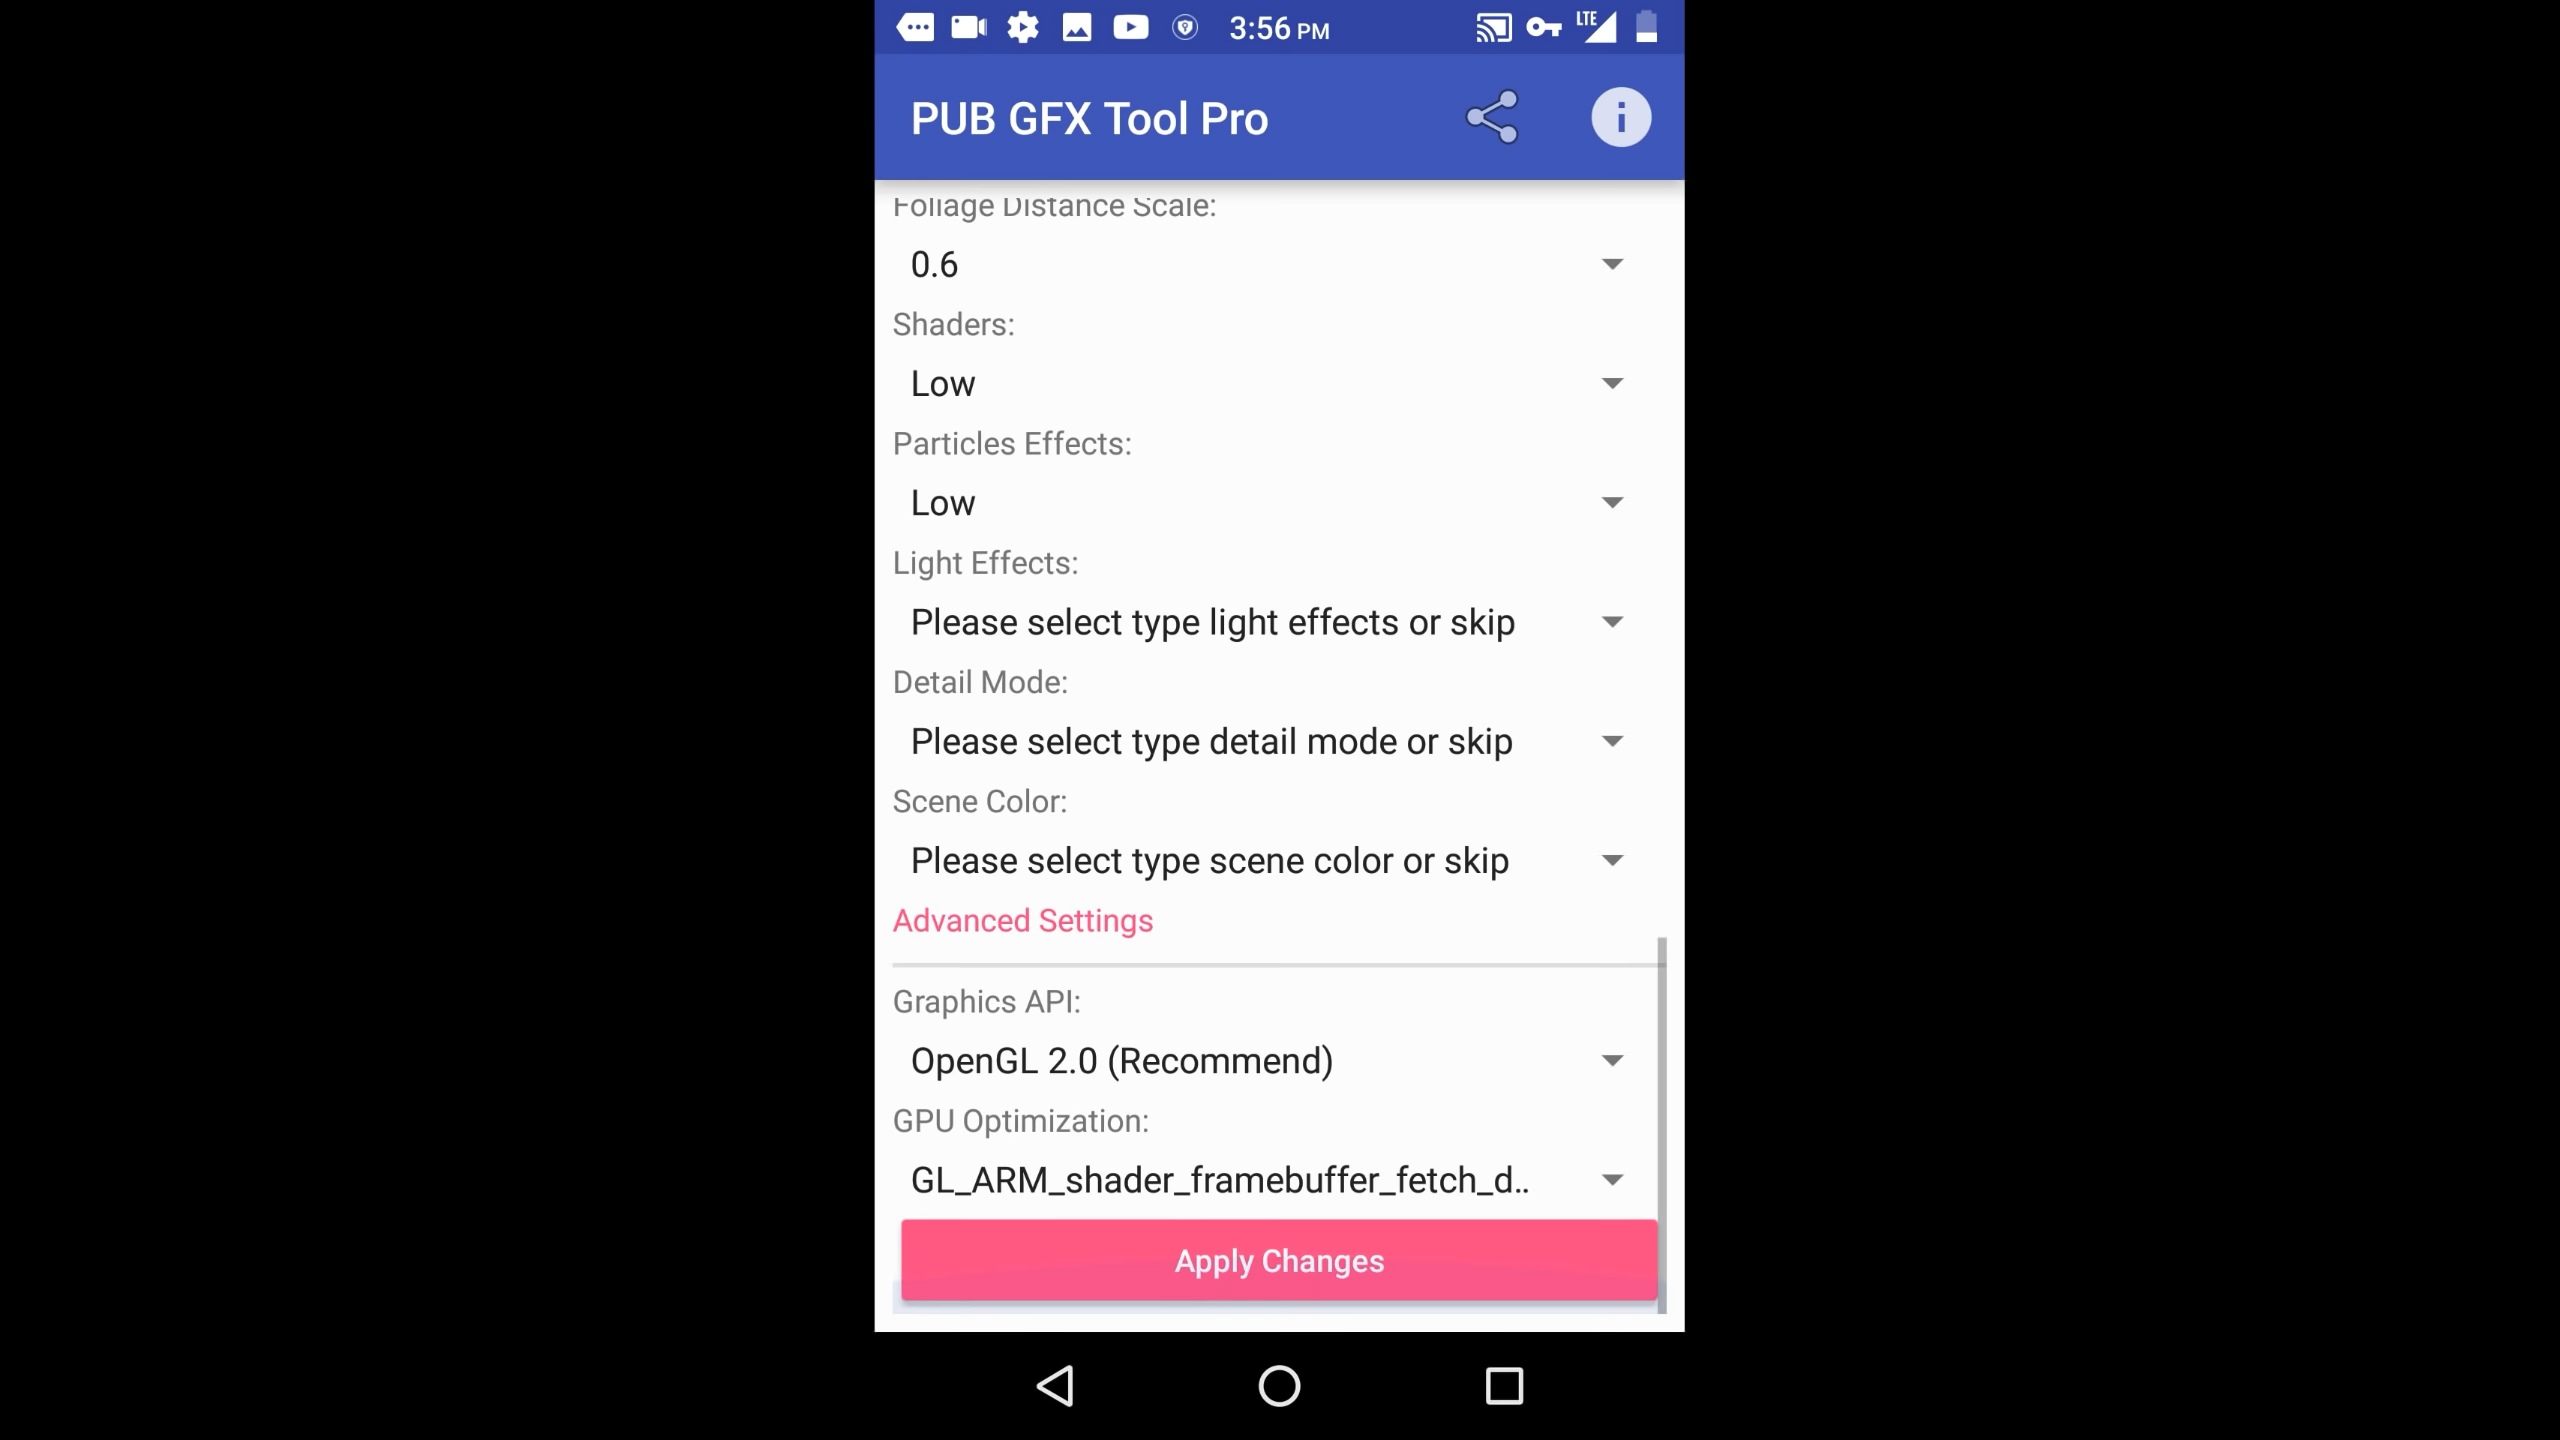 3:56 PM
LTE
PUB GFX Tool Pro
Foliage Distance Scale:
0.6
Shaders:
Low
Particles Effects:
Low
Light Effects:
Please select type light effects or skip
Detail Mode:
Please select type detail mode or skip
Scene Color:
Please select type scene color or skip
Advanced Settings
Graphics API:
OpenGL 2.0 (Recommend)
GPU Optimization:
GL_ARM_shader_framebuffer_fetch_d..
Apply Changes